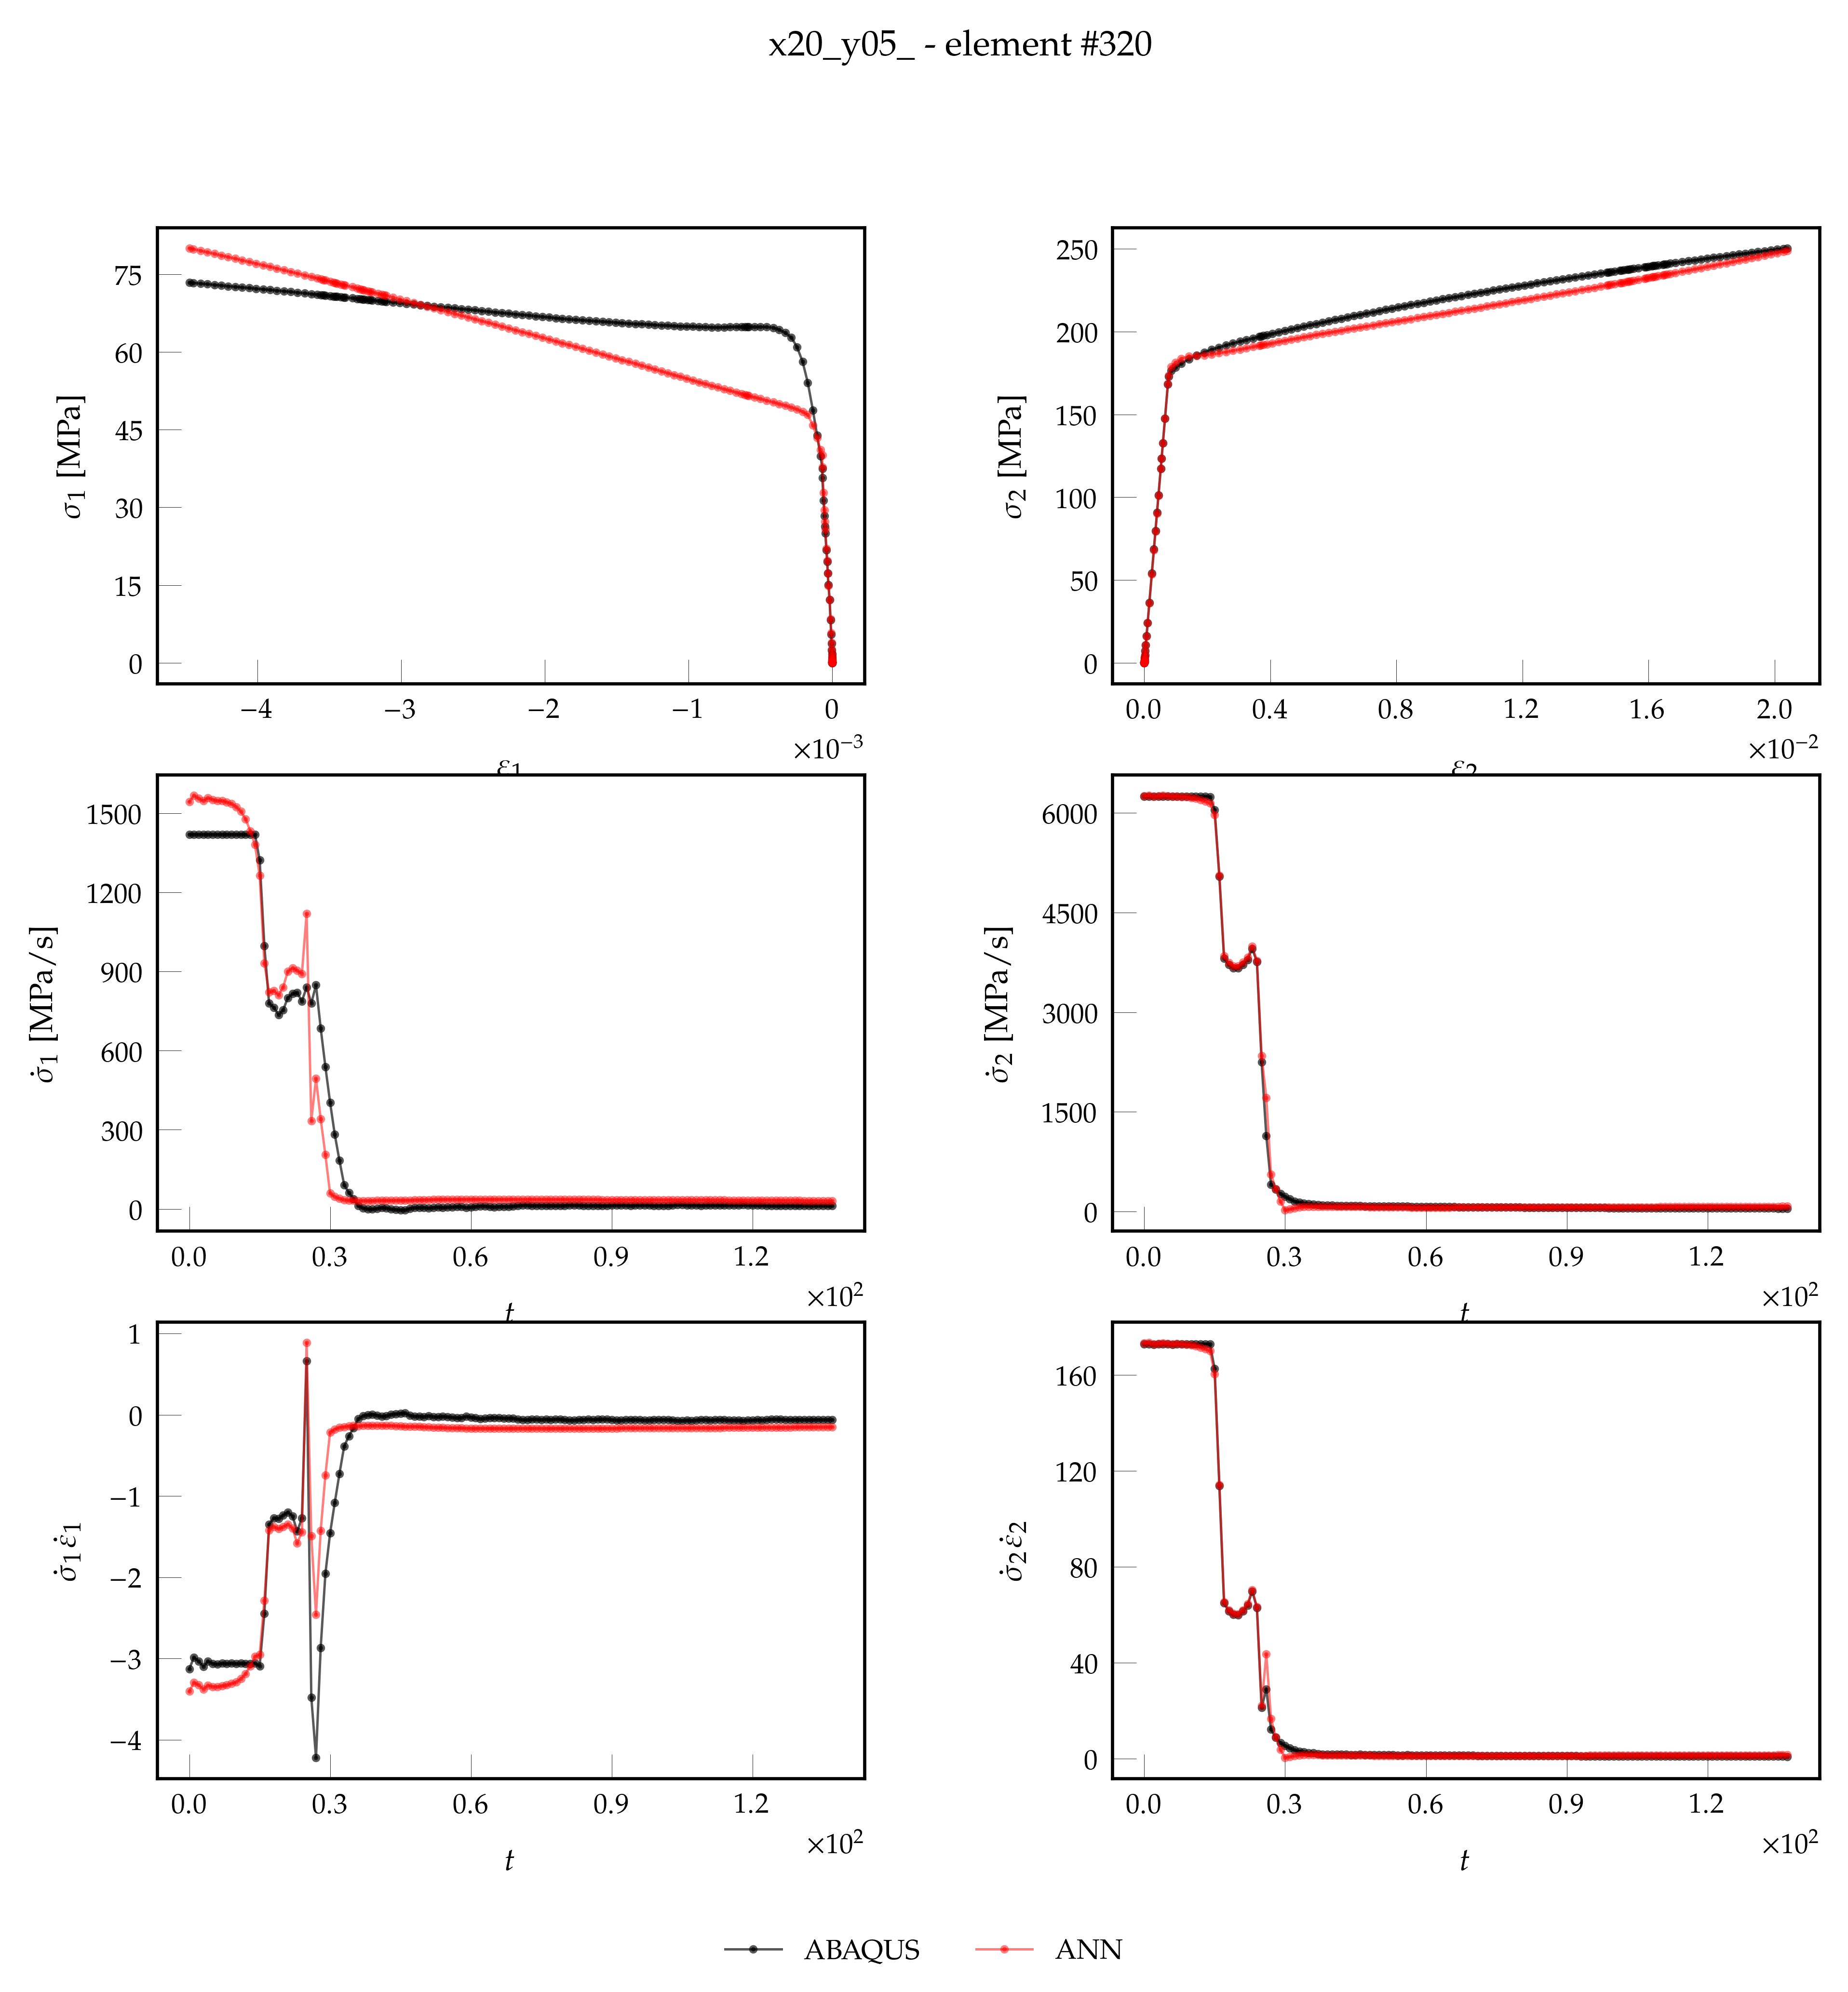 x20_y05_ - element #320
σ₁ [MPa]
75
60
45
30
15
0
−4 −3 −2 −1 0
×10⁻³
ε₁
σ₂ [MPa]
250
200
150
100
50
0
0.0 0.4 0.8 1.2 1.6 2.0
×10⁻²
ε₂
σ̇₁ [MPa/s]
1500
1200
900
600
300
0
0.0 0.3 0.6 0.9 1.2
×10²
t
σ̇₂ [MPa/s]
6000
4500
3000
1500
0
0.0 0.3 0.6 0.9 1.2
×10²
t
σ̇₁ε̇₁
1
0
−1
−2
−3
−4
0.0 0.3 0.6 0.9 1.2
×10²
t
σ̇₂ε̇₂
160
120
80
40
0
0.0 0.3 0.6 0.9 1.2
×10²
t
ABAQUS ANN